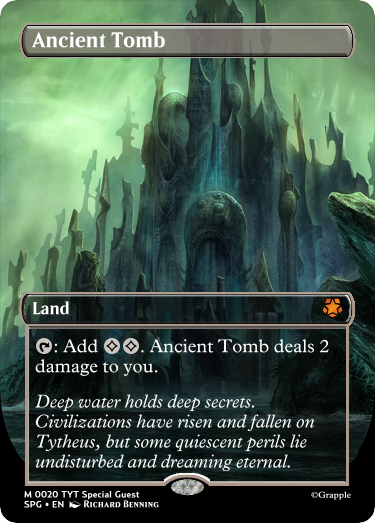 Ancient Tomb
Land
: Add . Ancient Tomb deals 2
damage to you.
Deep water holds deep secrets.
Civilizations have risen and fallen on
Tytheus, but some quiescent perils lie
undisturbed and dreaming eternal.
M 0020 TYT Special Guest
SPG • EN Richard Benning
©Grapple